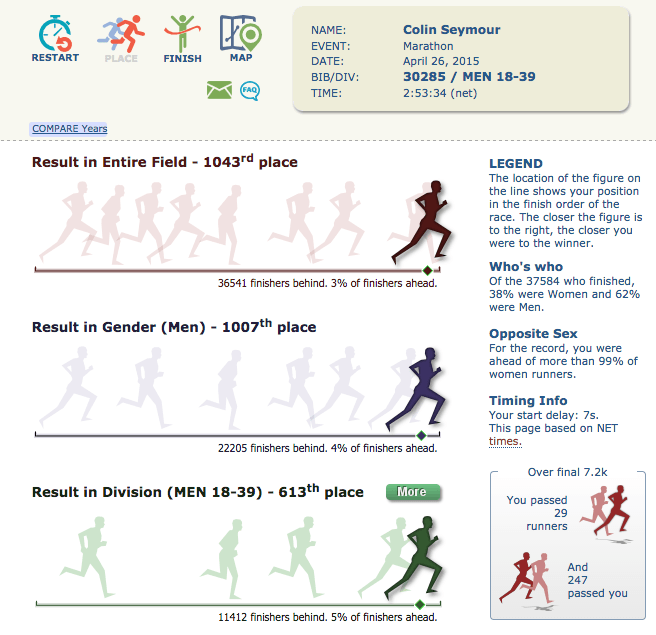 RESTART
PLACE
FINISH
MAP
FAQ
NAME: Colin Seymour
EVENT: Marathon
DATE: April 26, 2015
BIB/DIV: 30285 / MEN 18-39
TIME: 2:53:34 (net)
COMPARE Years
Result in Entire Field - 1043rd place
36541 finishers behind. 3% of finishers ahead.
Result in Gender (Men) - 1007th place
22205 finishers behind. 4% of finishers ahead.
Result in Division (MEN 18-39) - 613th place
More
11412 finishers behind. 5% of finishers ahead.
LEGEND
The location of the figure on
the line shows your position
in the finish order of the
race. The closer the figure is
to the right, the closer you
were to the winner.
Who's who
Of the 37584 who finished,
38% were Women and 62%
were Men.
Opposite Sex
For the record, you were
ahead of more than 99% of
women runners.
Timing Info
Your start delay: 7s.
This page based on NET
times.
Over final 7.2k
You passed
29
runners
And
247
passed you